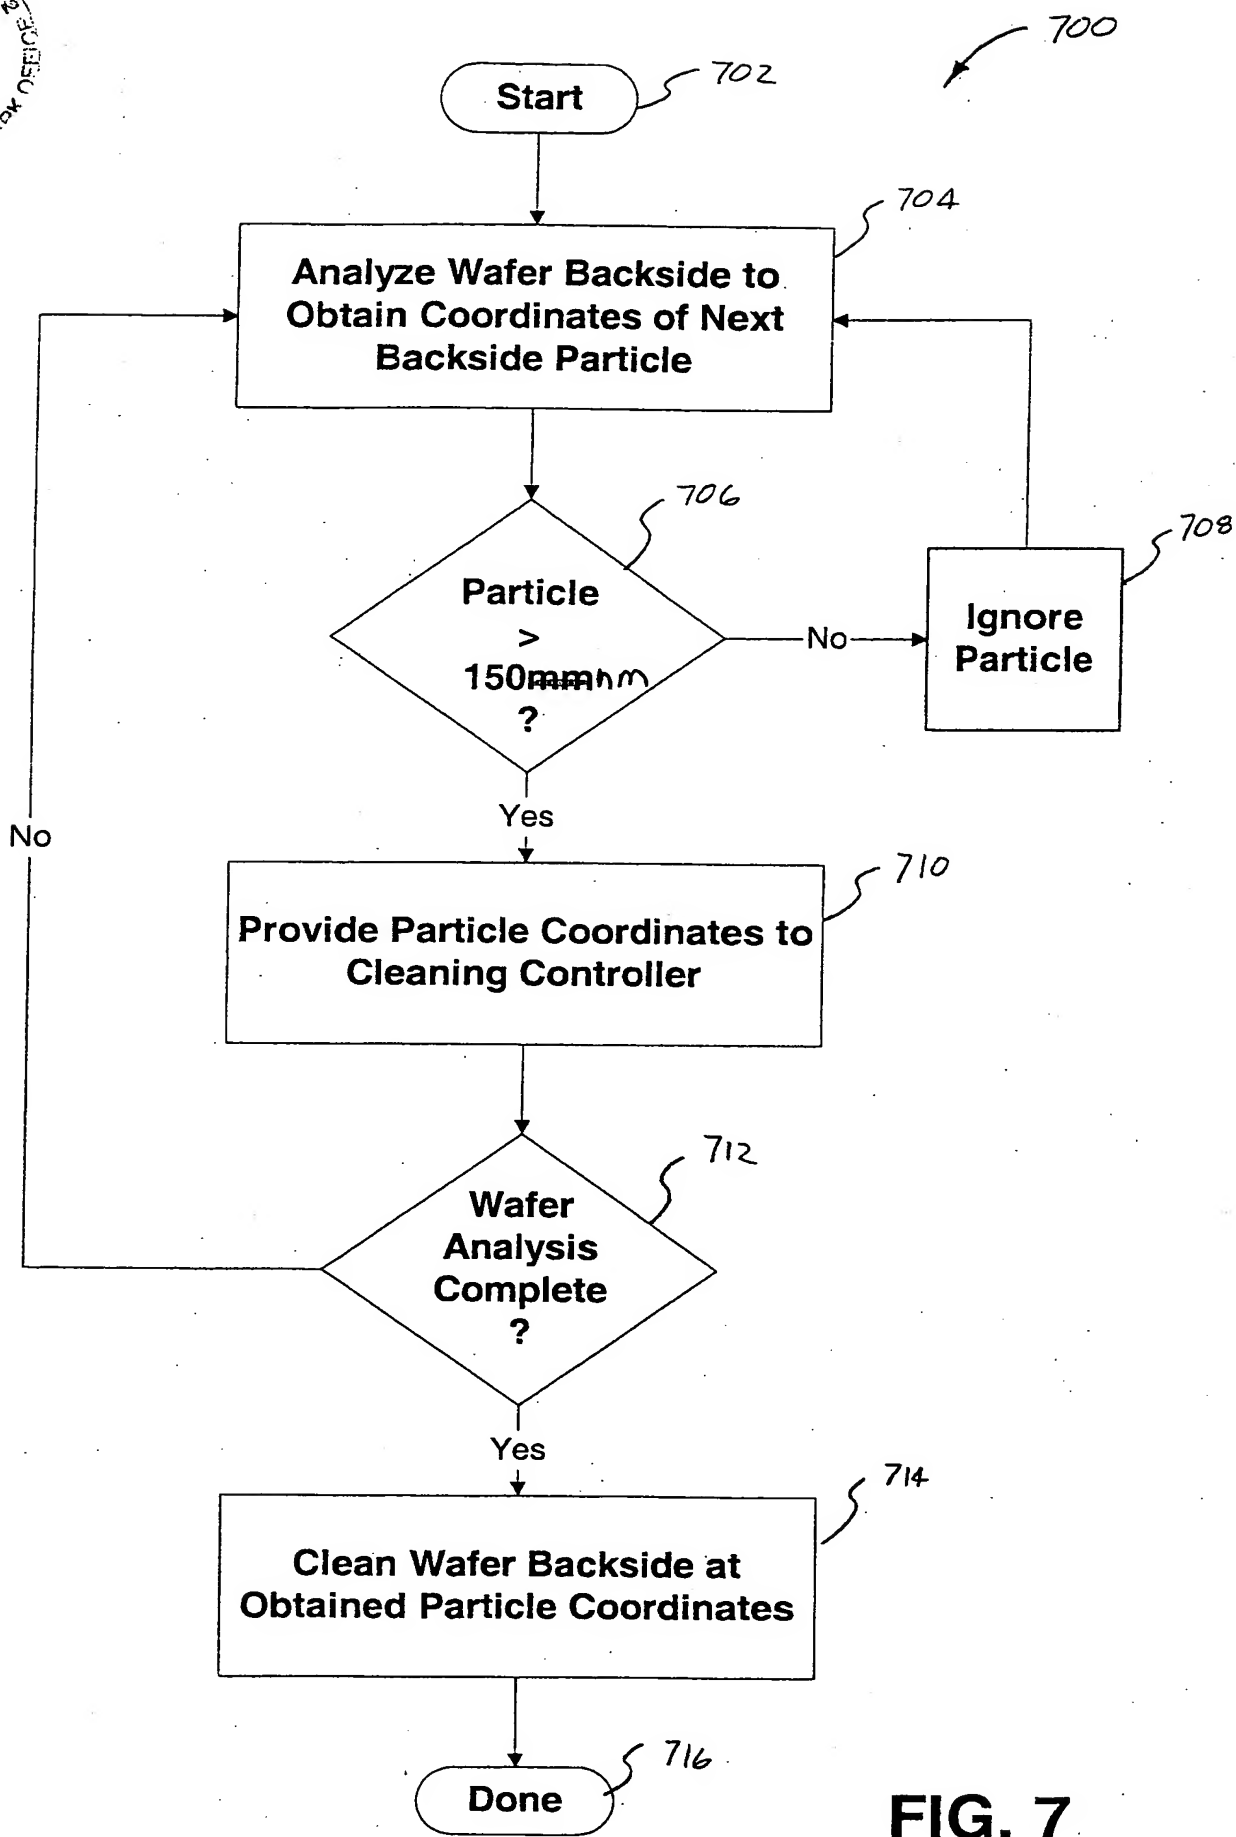 OFFICE
700
702
Start
704
Analyze Wafer Backside to
Obtain Coordinates of Next
Backside Particle
706
708
Particle
>
150mmnm
?
No
Ignore
Particle
Yes
No
710
Provide Particle Coordinates to
Cleaning Controller
712
Wafer
Analysis
Complete
?
Yes
714
Clean Wafer Backside at
Obtained Particle Coordinates
716
Done
FIG. 7